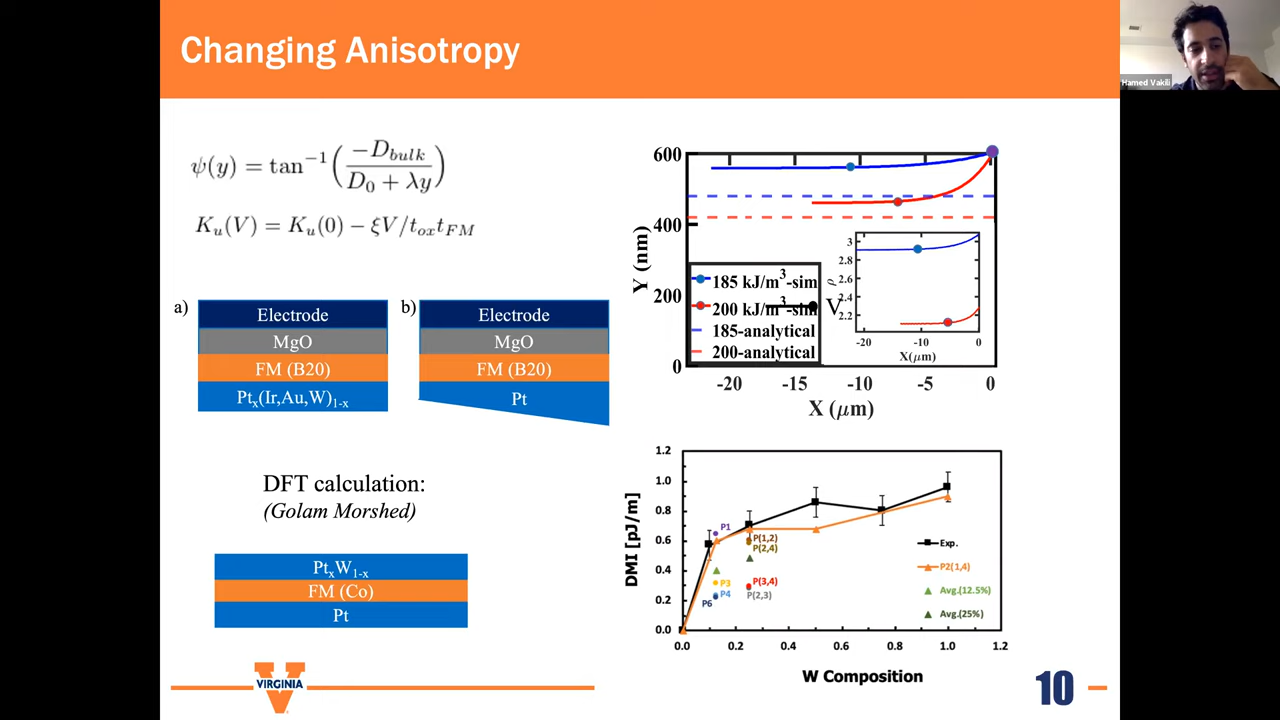 Changing Anisotropy
Hamed Vakili
ψ(y) = tan⁻¹(−D_bulk / (D₀ + λy))
K_u(V) = K_u(0) − ξV/t_ox t_FM
a)
Electrode
MgO
FM (B20)
Pt_x(Ir,Au,W)_1-x
b)
Electrode
MgO
FM (B20)
Pt
DFT calculation:
(Golam Morshed)
Pt_xW_1-x
FM (Co)
Pt
600
400
200
0
Y (nm)
-20
-15
-10
-5
0
X (μm)
185 kJ/m³-sim
200 kJ/m³-sim
185-analytical
200-analytical
V
3
2.8
2.6
2.4
2.2
ρ
-20
-10
0
X(μm)
1.2
1.0
0.8
0.6
0.4
0.2
0.0
DMI [pJ/m]
P1
P(1,2)
P(2,4)
P3
P(3,4)
P4
P(2,3)
P6
Exp.
P2(1,4)
Avg.(12.5%)
Avg.(25%)
0.0
0.2
0.4
0.6
0.8
1.0
1.2
W Composition
VIRGINIA
10